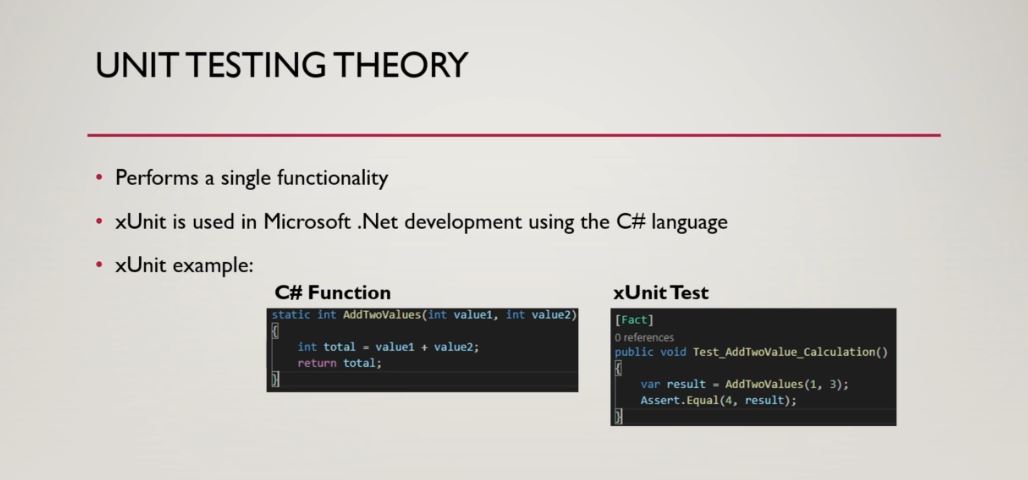 UNIT TESTING THEORY
• Performs a single functionality
• xUnit is used in Microsoft .Net development using the C# language
• xUnit example:
C# Function
static int AddTwoValues(int value1, int value2)
{
int total = value1 + value2;
return total;
}
xUnit Test
[Fact]
0 references
public void Test_AddTwoValue_Calculation()
{
var result = AddTwoValues(1, 3);
Assert.Equal(4, result);
}